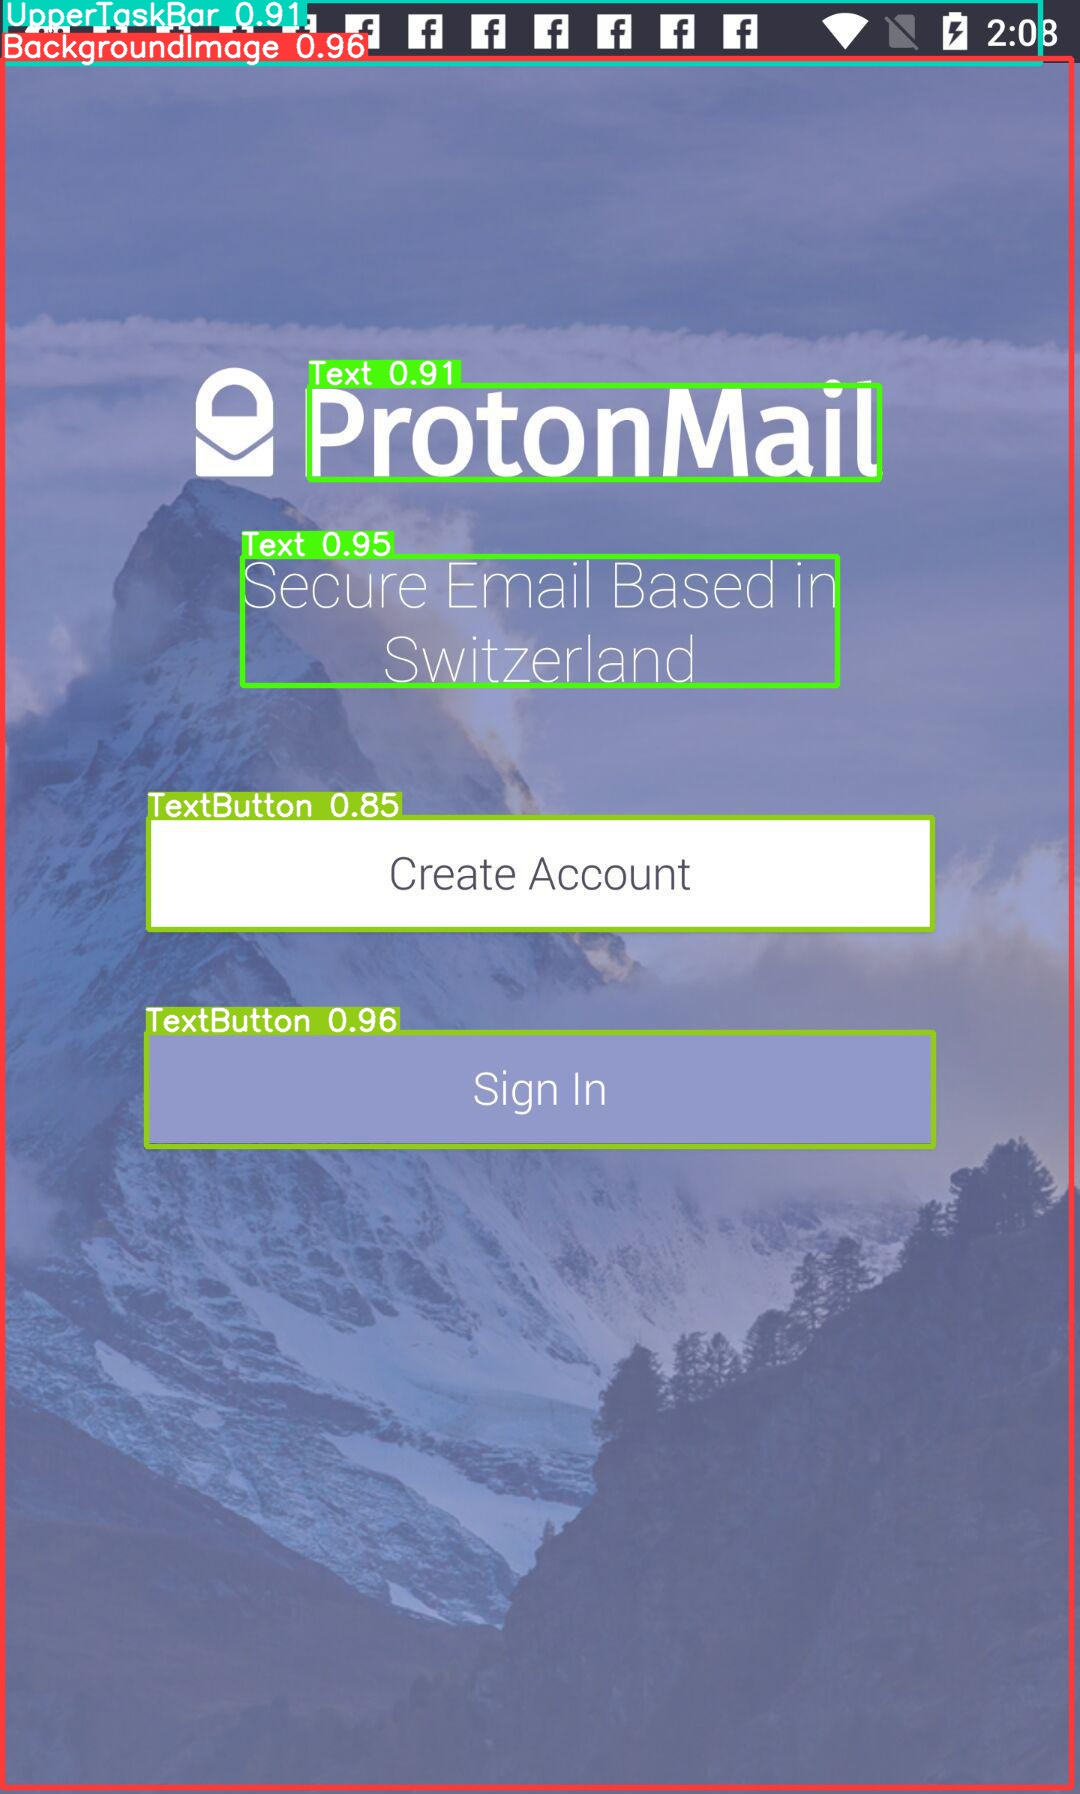 UpperTaskBar 0.91
2:08
BackgroundImage 0.96
Text 0.91
ProtonMail
Text 0.95
Secure Email Based in
Switzerland
TextButton 0.85
Create Account
TextButton 0.96
Sign In